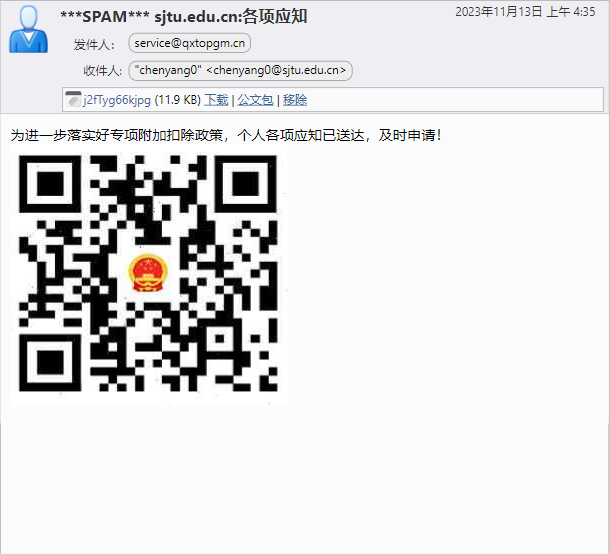 ***SPAM*** sjtu.edu.cn:各项应知
2023年11月13日 上午 4:35
发件人： service@qxtopgm.cn
收件人: "chenyang0" <chenyang0@sjtu.edu.cn>
j2fTyg66kjpg (11.9 KB) 下载 | 公文包 | 移除
为进一步落实好专项附加扣除政策，个人各项应知已送达，及时申请！